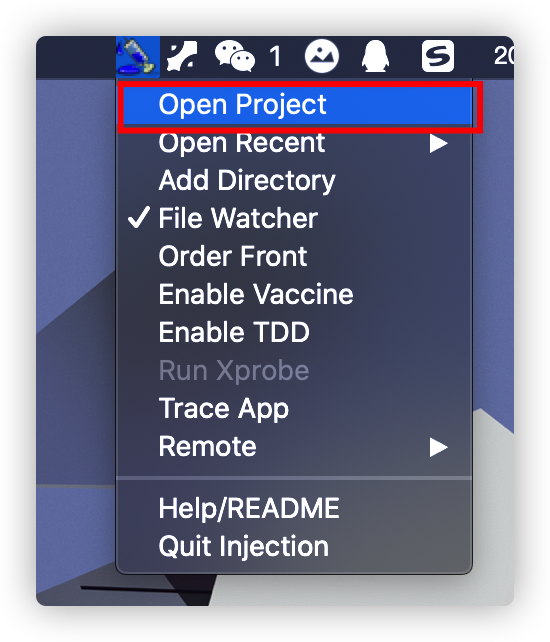 1
20
Open Project
Open Recent
Add Directory
File Watcher
Order Front
Enable Vaccine
Enable TDD
Run Xprobe
Trace App
Remote
Help/README
Quit Injection